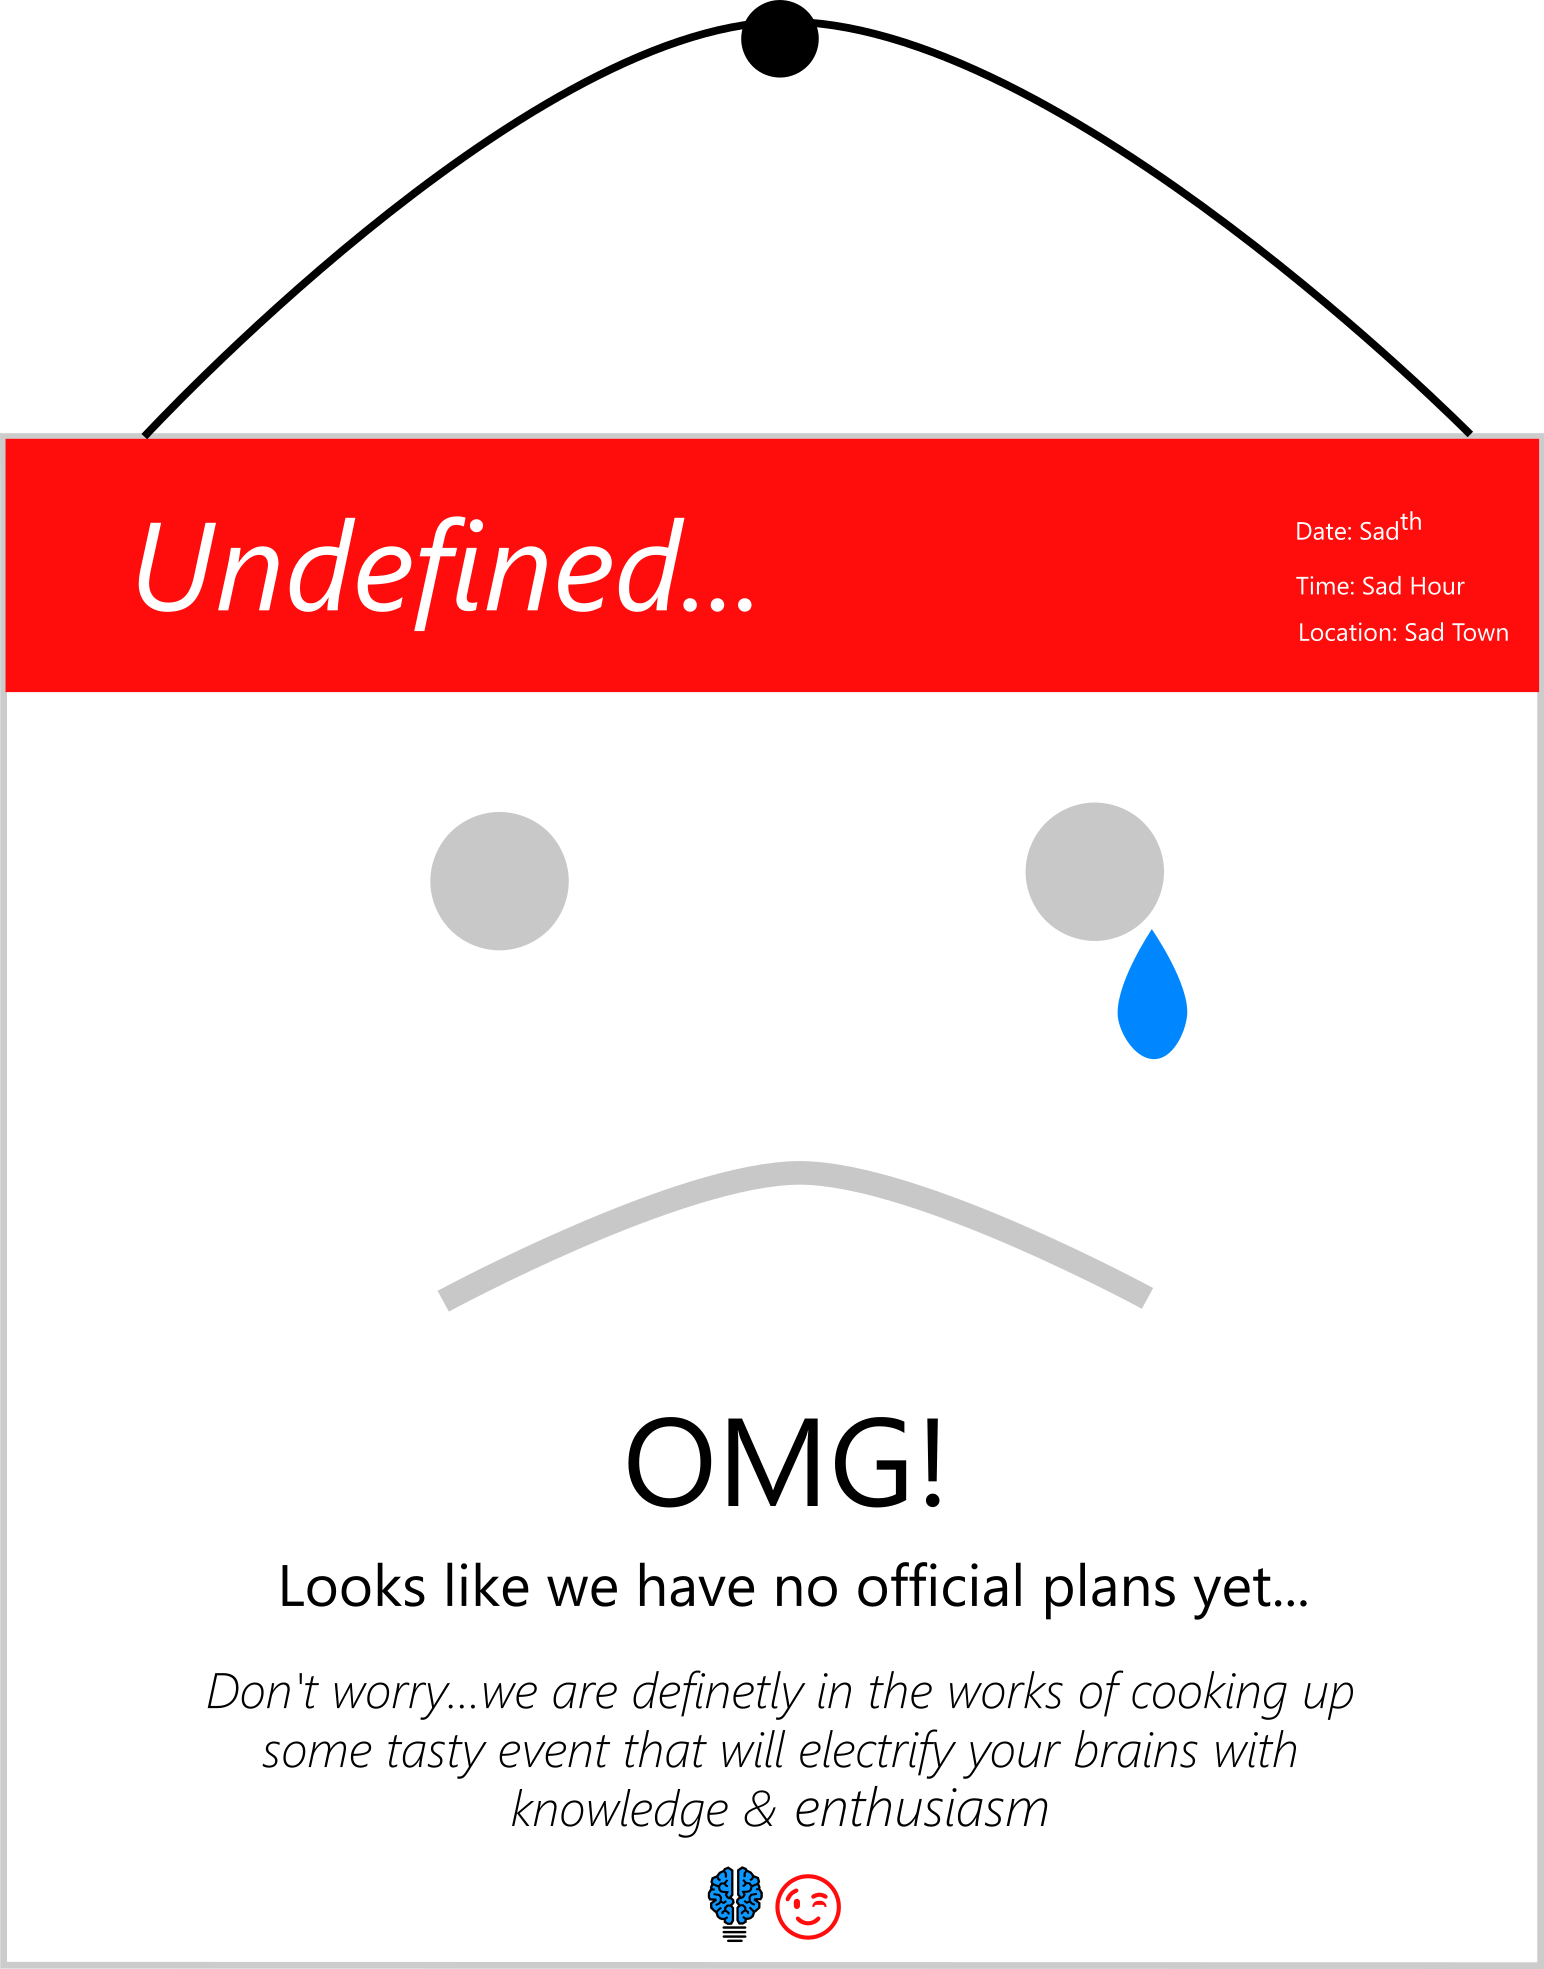 Undefined...
Date: Sadth
Time: Sad Hour
Location: Sad Town
OMG!
Looks like we have no official plans yet...
Don't worry...we are definetly in the works of cooking up
some tasty event that will electrify your brains with
knowledge & enthusiasm